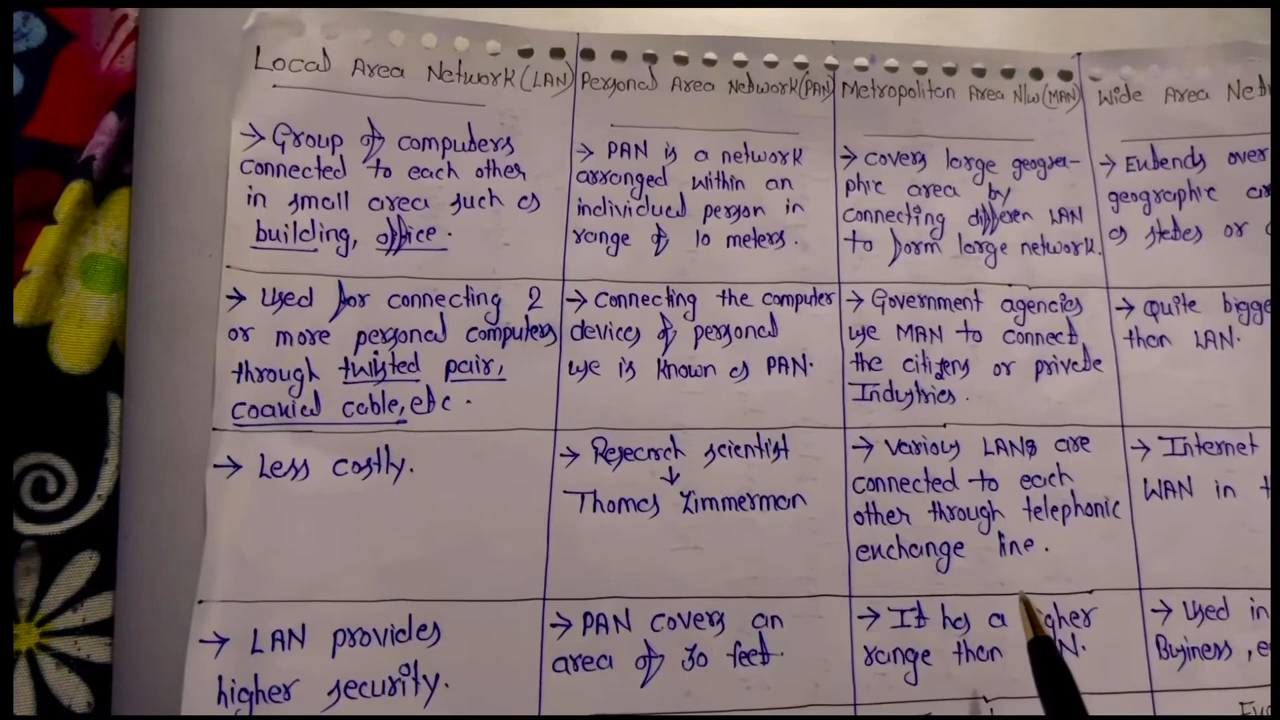 Local Area Network (LAN)
→ Group of computers
connected to each other
in small area such as
building, office.
→ Used for connecting 2
or more personal computers
through twisted pair,
coaxial cable, etc.
→ Less costly.
→ LAN provides
higher security.
Personal Area Network (PAN)
→ PAN is a network
arranged within an
individual person in
range of 10 meters.
→ Connecting the computer
devices of personal
use is known as PAN.
→ Research scientist
↓
Thomas Zimmerman
→ PAN covers an
area of 30 feet.
Metropoliton Area N/w (MAN)
→ covers large geogra-
phic area by
connecting differen LAN
to form large network.
→ Government agencies
use MAN to connect
the citizens or private
Industries.
→ Various LANs are
connected to each
other through telephonic
exchange line.
→ It has a
range than
Wide Area
→ Extends over
geographic
as states or
→ Quite
than LAN.
→ Internet
WAN in
→ Used in
Business,